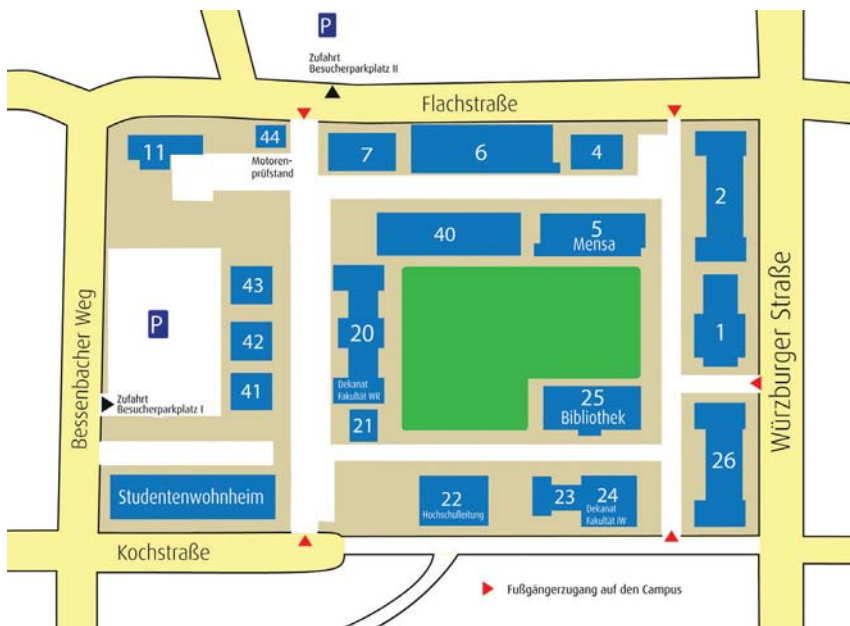 P
Zufahrt
Besucherparkplatz II
Flachstraße
44
11
Motoren-
prüfstand
7
6
4
2
40
5
Mensa
43
P
42
20
1
Bessenbacher Weg
Würzburger Straße
41
Dekanat
Fakultät WR
Zufahrt
Besucherparkplatz I
21
25
Bibliothek
26
Studentenwohnheim
22
Hochschulleitung
23
24
Dekanat
Fakultät IW
Kochstraße
Fußgängerzugang auf den Campus